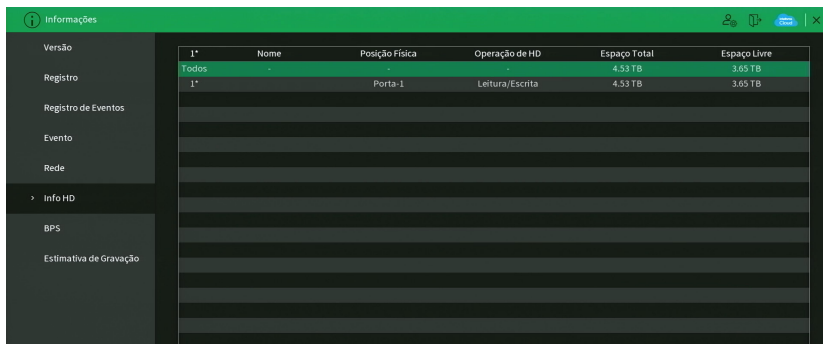 Informações
Cloud
Versão
Registro
Registro de Eventos
Evento
Rede
Info HD
BPS
Estimativa de Gravação
1* Nome Posição Física Operação de HD Espaço Total Espaço Livre
Todos - - - 4.53 TB 3.65 TB
1* Porta-1 Leitura/Escrita 4.53 TB 3.65 TB